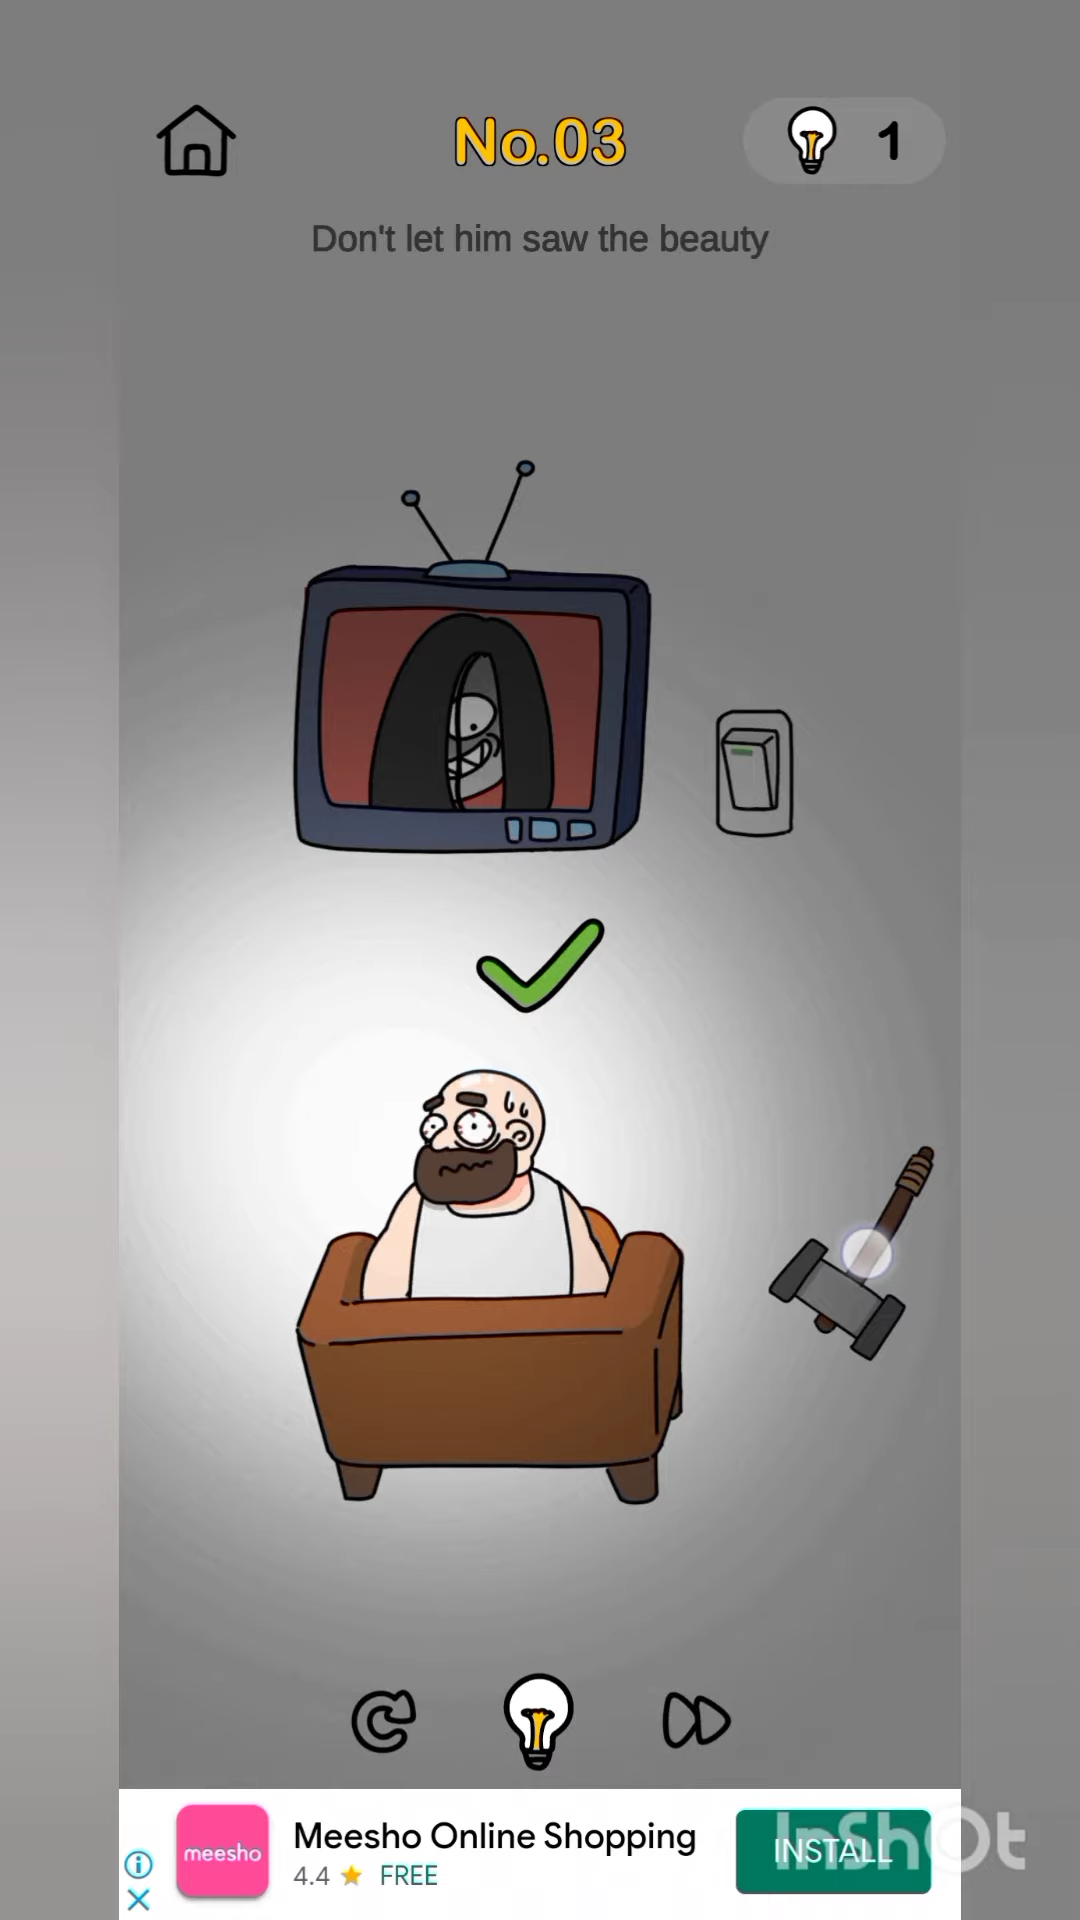 No.03
1
Don't let him saw the beauty
meesho
Meesho Online Shopping
4.4 ★ FREE
INSTALL
InShOt